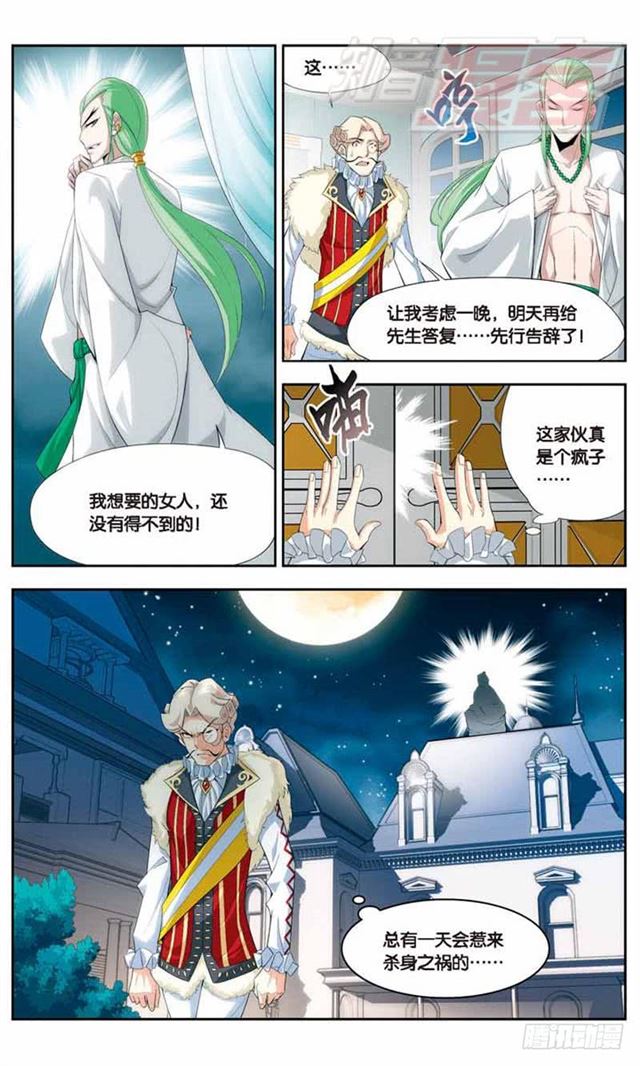 我想要的女人，还
没有得不到的！
这……
哼
让我考虑一晚，明天再给
先生答复……先行告辞了！
啪
这家伙真
是个疯子
……
总有一天会惹来
杀身之祸的……
腾讯动漫